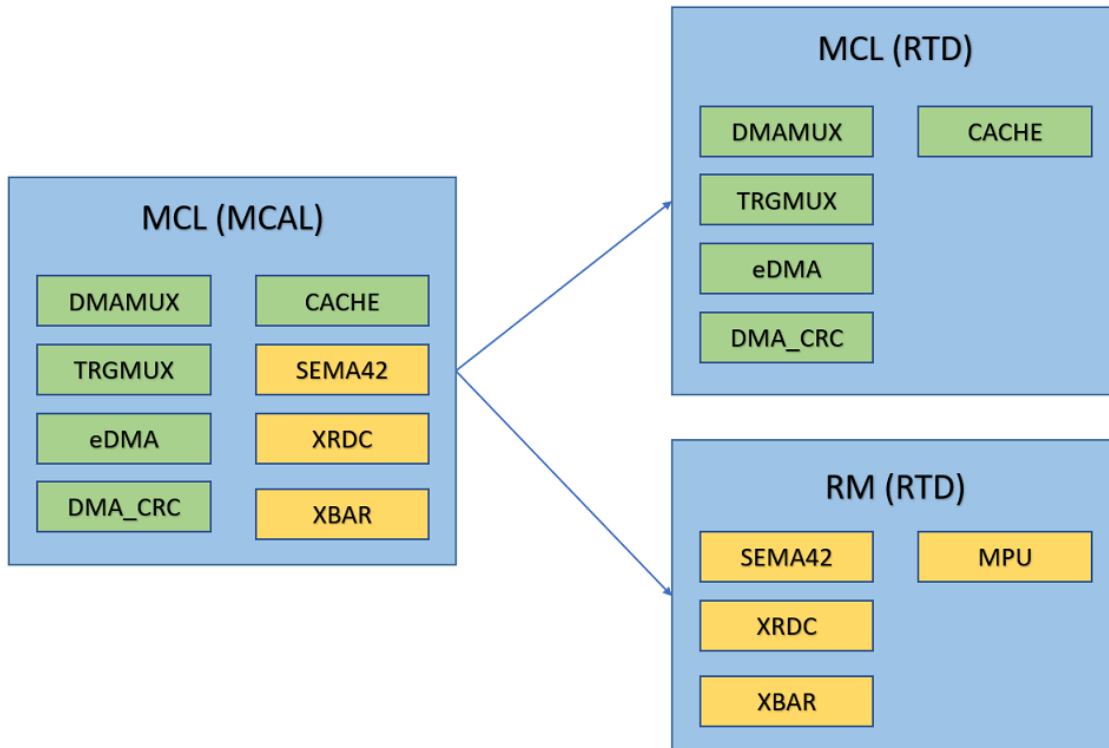 MCL (MCAL)
DMAMUX
CACHE
TRGMUX
SEMA42
eDMA
XRDC
DMA_CRC
XBAR
MCL (RTD)
DMAMUX
CACHE
TRGMUX
eDMA
DMA_CRC
RM (RTD)
SEMA42
MPU
XRDC
XBAR